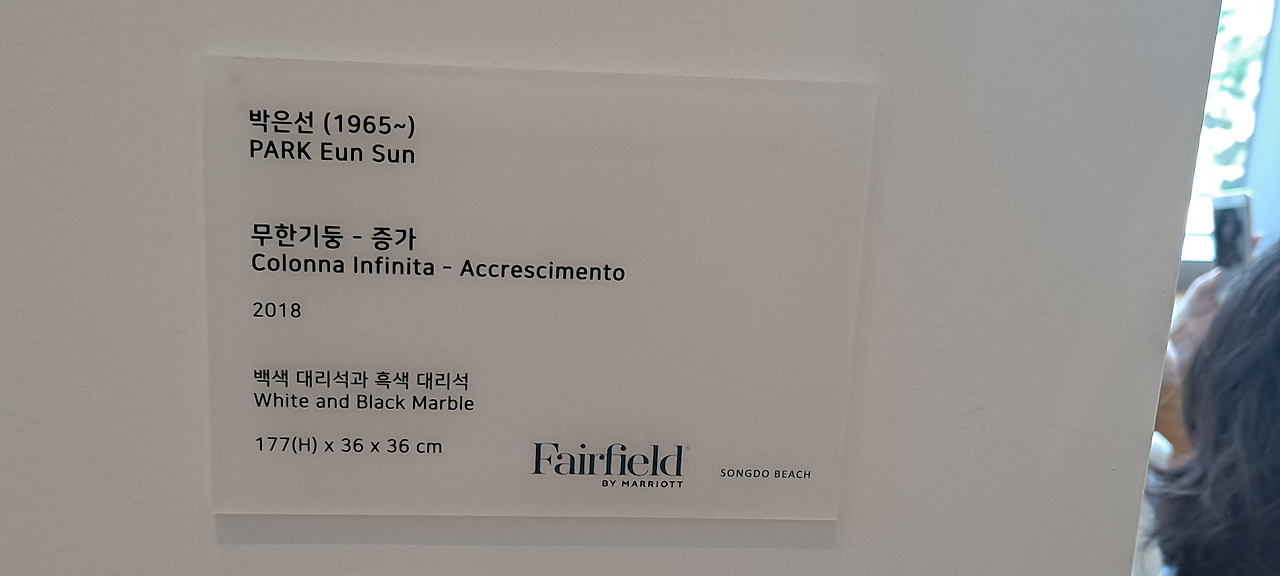 박은선 (1965~)
PARK Eun Sun
무한기둥 - 증가
Colonna Infinita - Accrescimento
2018
백색 대리석과 흑색 대리석
White and Black Marble
177(H) x 36 x 36 cm
Fairfield
BY MARRIOTT
SONGDO BEACH